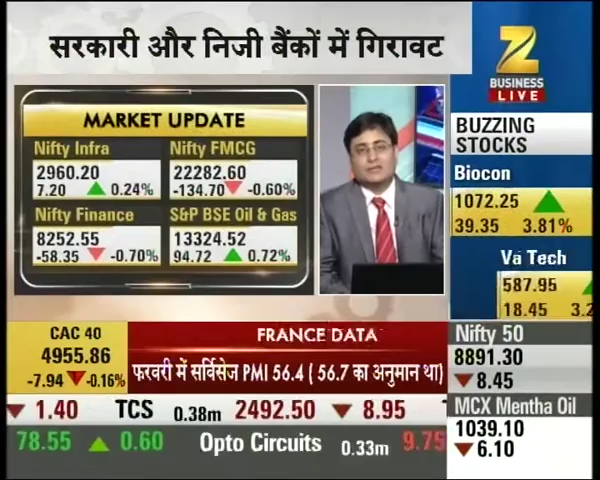 सरकारी और निजी बैंकों में गिरावट
Z
BUSINESS
LIVE
MARKET UPDATE
Nifty Infra
2960.20
7.20 0.24%
Nifty FMCG
22282.60
-134.70 -0.60%
Nifty Finance
8252.55
-58.35 -0.70%
S&P BSE Oil & Gas
13324.52
94.72 0.72%
BUZZING
STOCKS
Biocon
1072.25
39.35 3.81%
Va Tech
587.95
18.45 3.2
CAC 40
4955.86
-7.94 -0.16%
FRANCE DATA
फरवरी में सर्विसेज PMI 56.4 ( 56.7 का अनुमान था)
Nifty 50
8891.30
8.45
MCX Mentha Oil
1039.10
6.10
1.40 TCS 0.38m 2492.50 8.95
78.55 0.60 Opto Circuits 0.33m 9.75